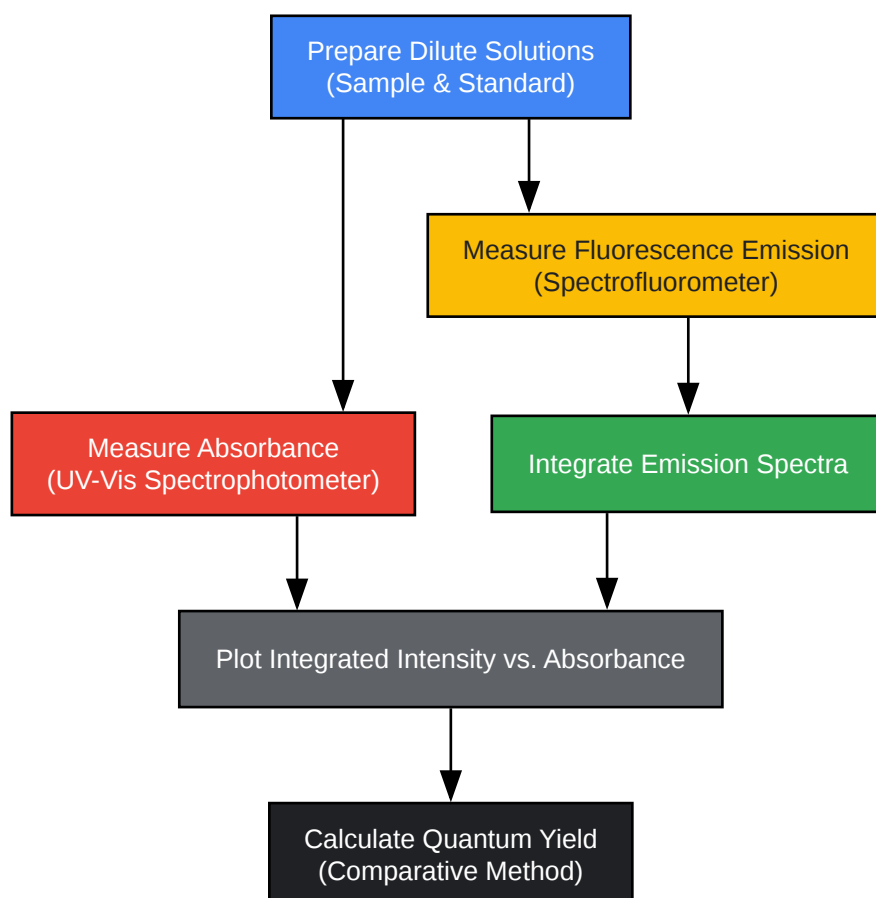 Prepare Dilute Solutions
(Sample & Standard)
Measure Fluorescence Emission
(Spectrofluorometer)
Measure Absorbance
(UV-Vis Spectrophotometer)
Integrate Emission Spectra
Plot Integrated Intensity vs. Absorbance
Calculate Quantum Yield
(Comparative Method)